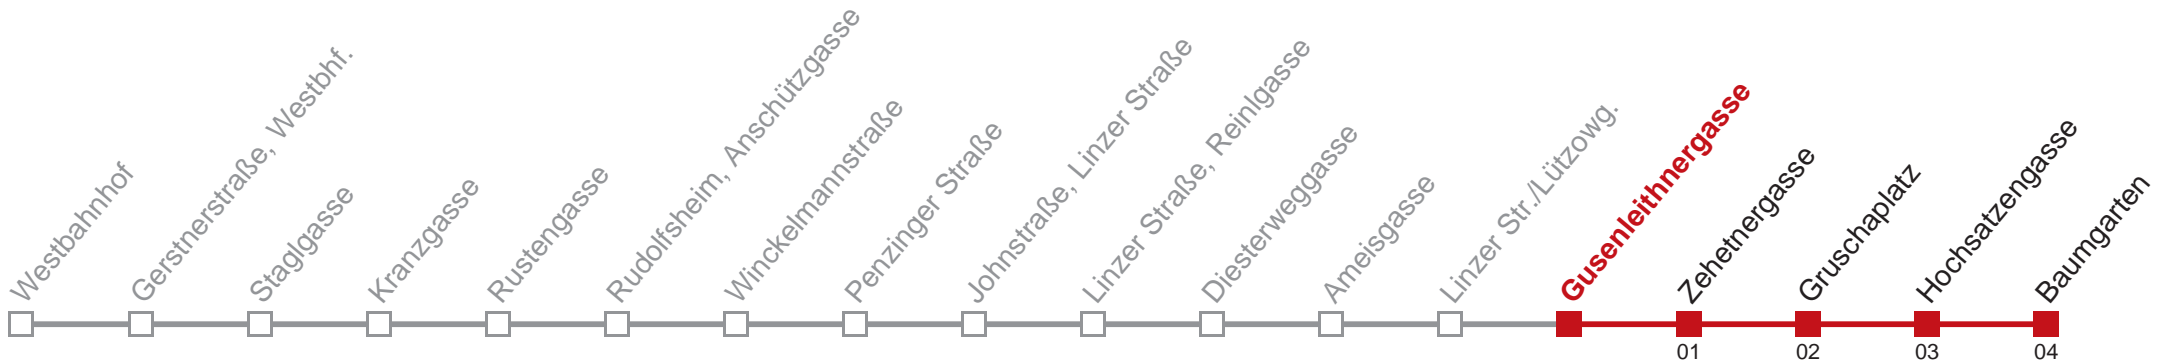 Westbahnhof
Gerstnerstraße, Westbhf.
Staglgasse
Kranzgasse
Rustengasse
Rudolfsheim, Anschützgasse
Winckelmannstraße
Penzinger Straße
Johnstraße, Linzer Straße
Linzer Straße, Reinlgasse
Diesterweggasse
Ameisgasse
Linzer Str./Lützowg.
Gusenleithnergasse
Zehetnergasse
Gruschaplatz
Hochsatzengasse
Baumgarten
01
02
03
04